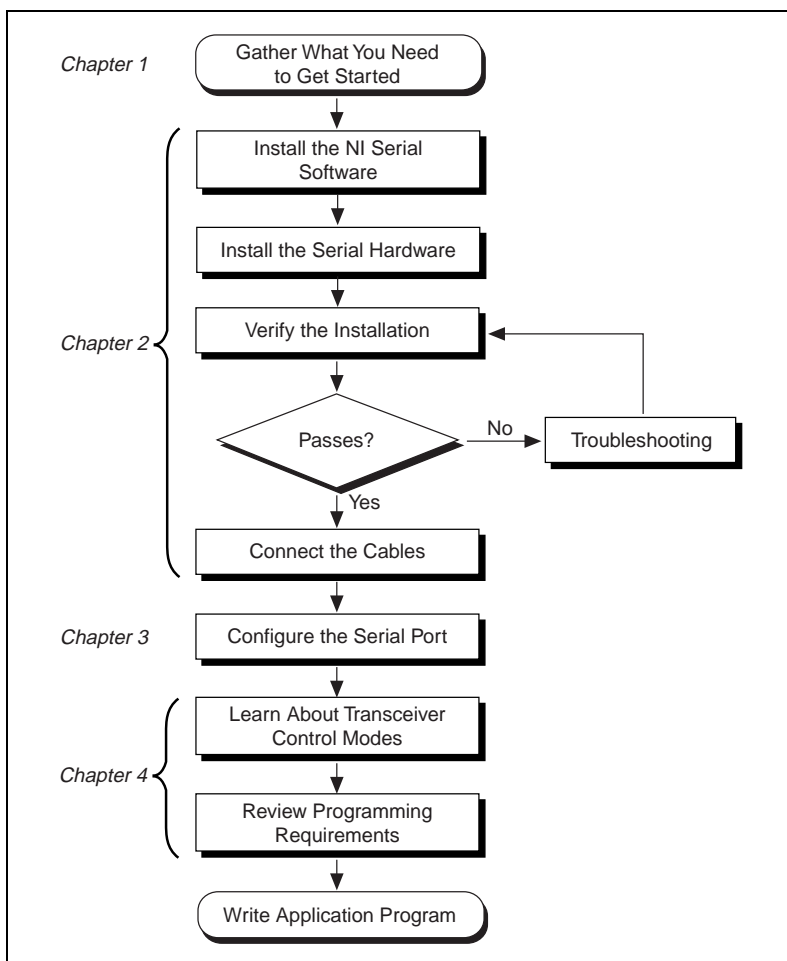 Chapter 1
Gather What You Need
to Get Started
Install the NI Serial
Software
Install the Serial Hardware
Verify the Installation
Chapter 2
Passes?
No
Troubleshooting
Yes
Connect the Cables
Chapter 3
Configure the Serial Port
Learn About Transceiver
Control Modes
Chapter 4
Review Programming
Requirements
Write Application Program